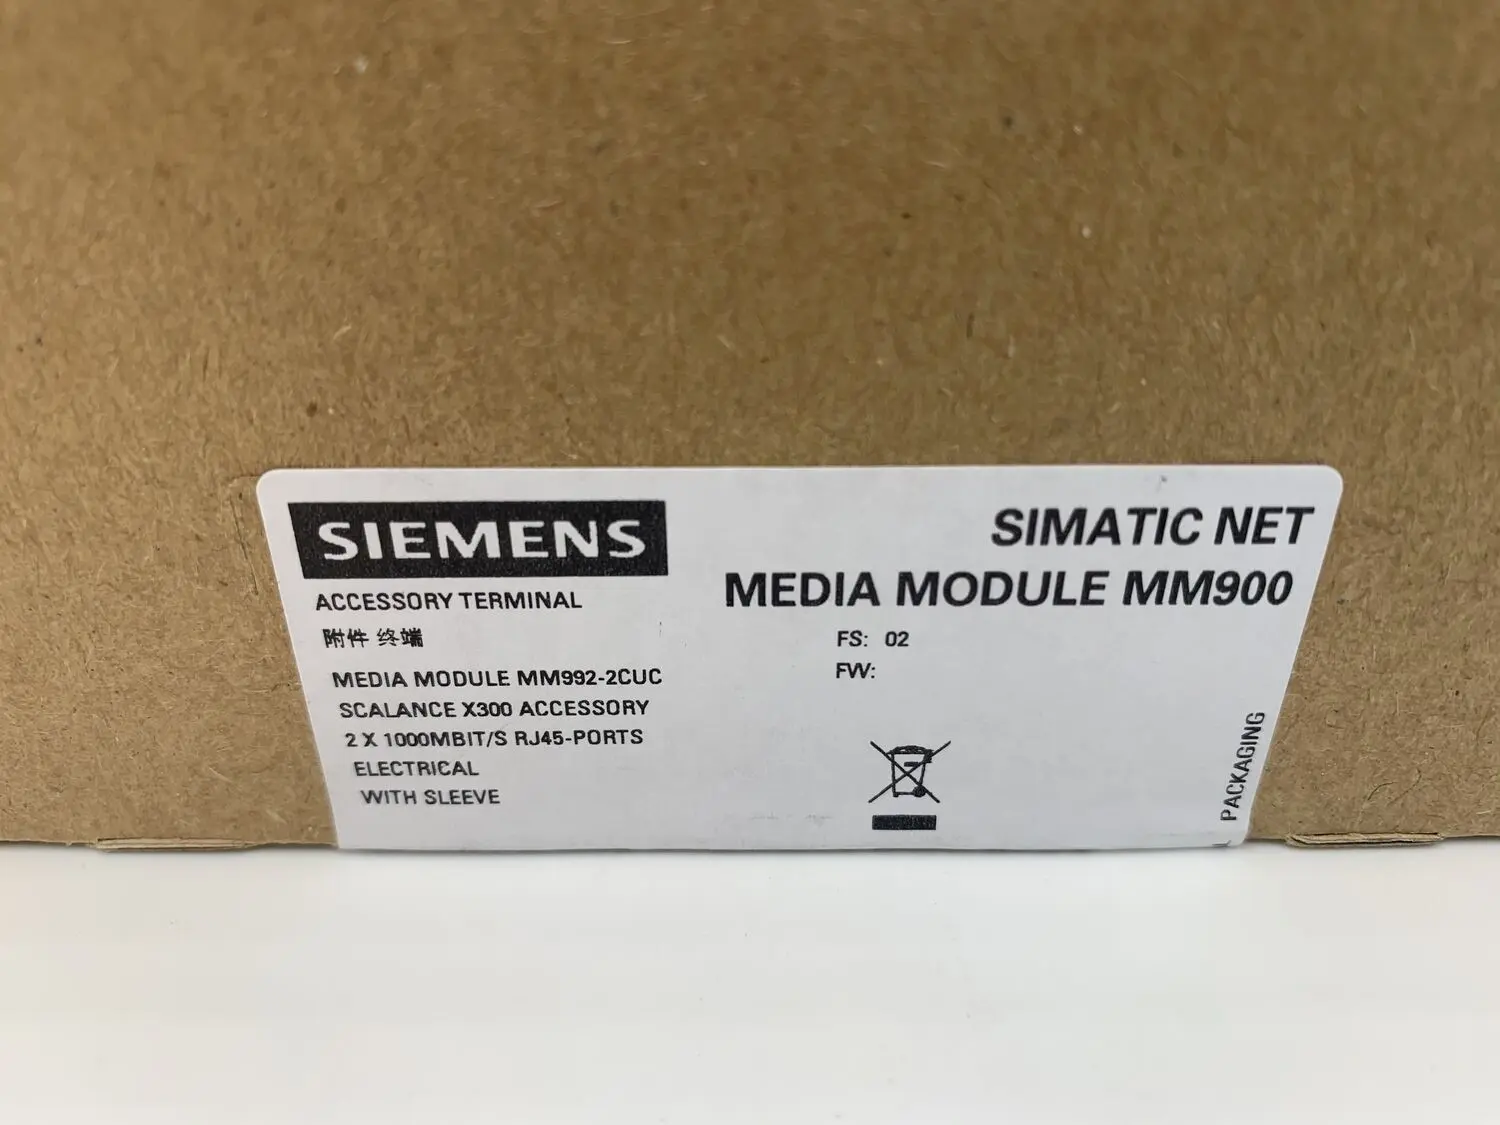 SIEMENS
ACCESSORY TERMINAL
附件 终端
MEDIA MODULE MM992-2CUC
SCALANCE X300 ACCESSORY
2 X 1000MBIT/S RJ45-PORTS
ELECTRICAL
WITH SLEEVE
SIMATIC NET
MEDIA MODULE MM900
FS: 02
FW:
PACKAGING